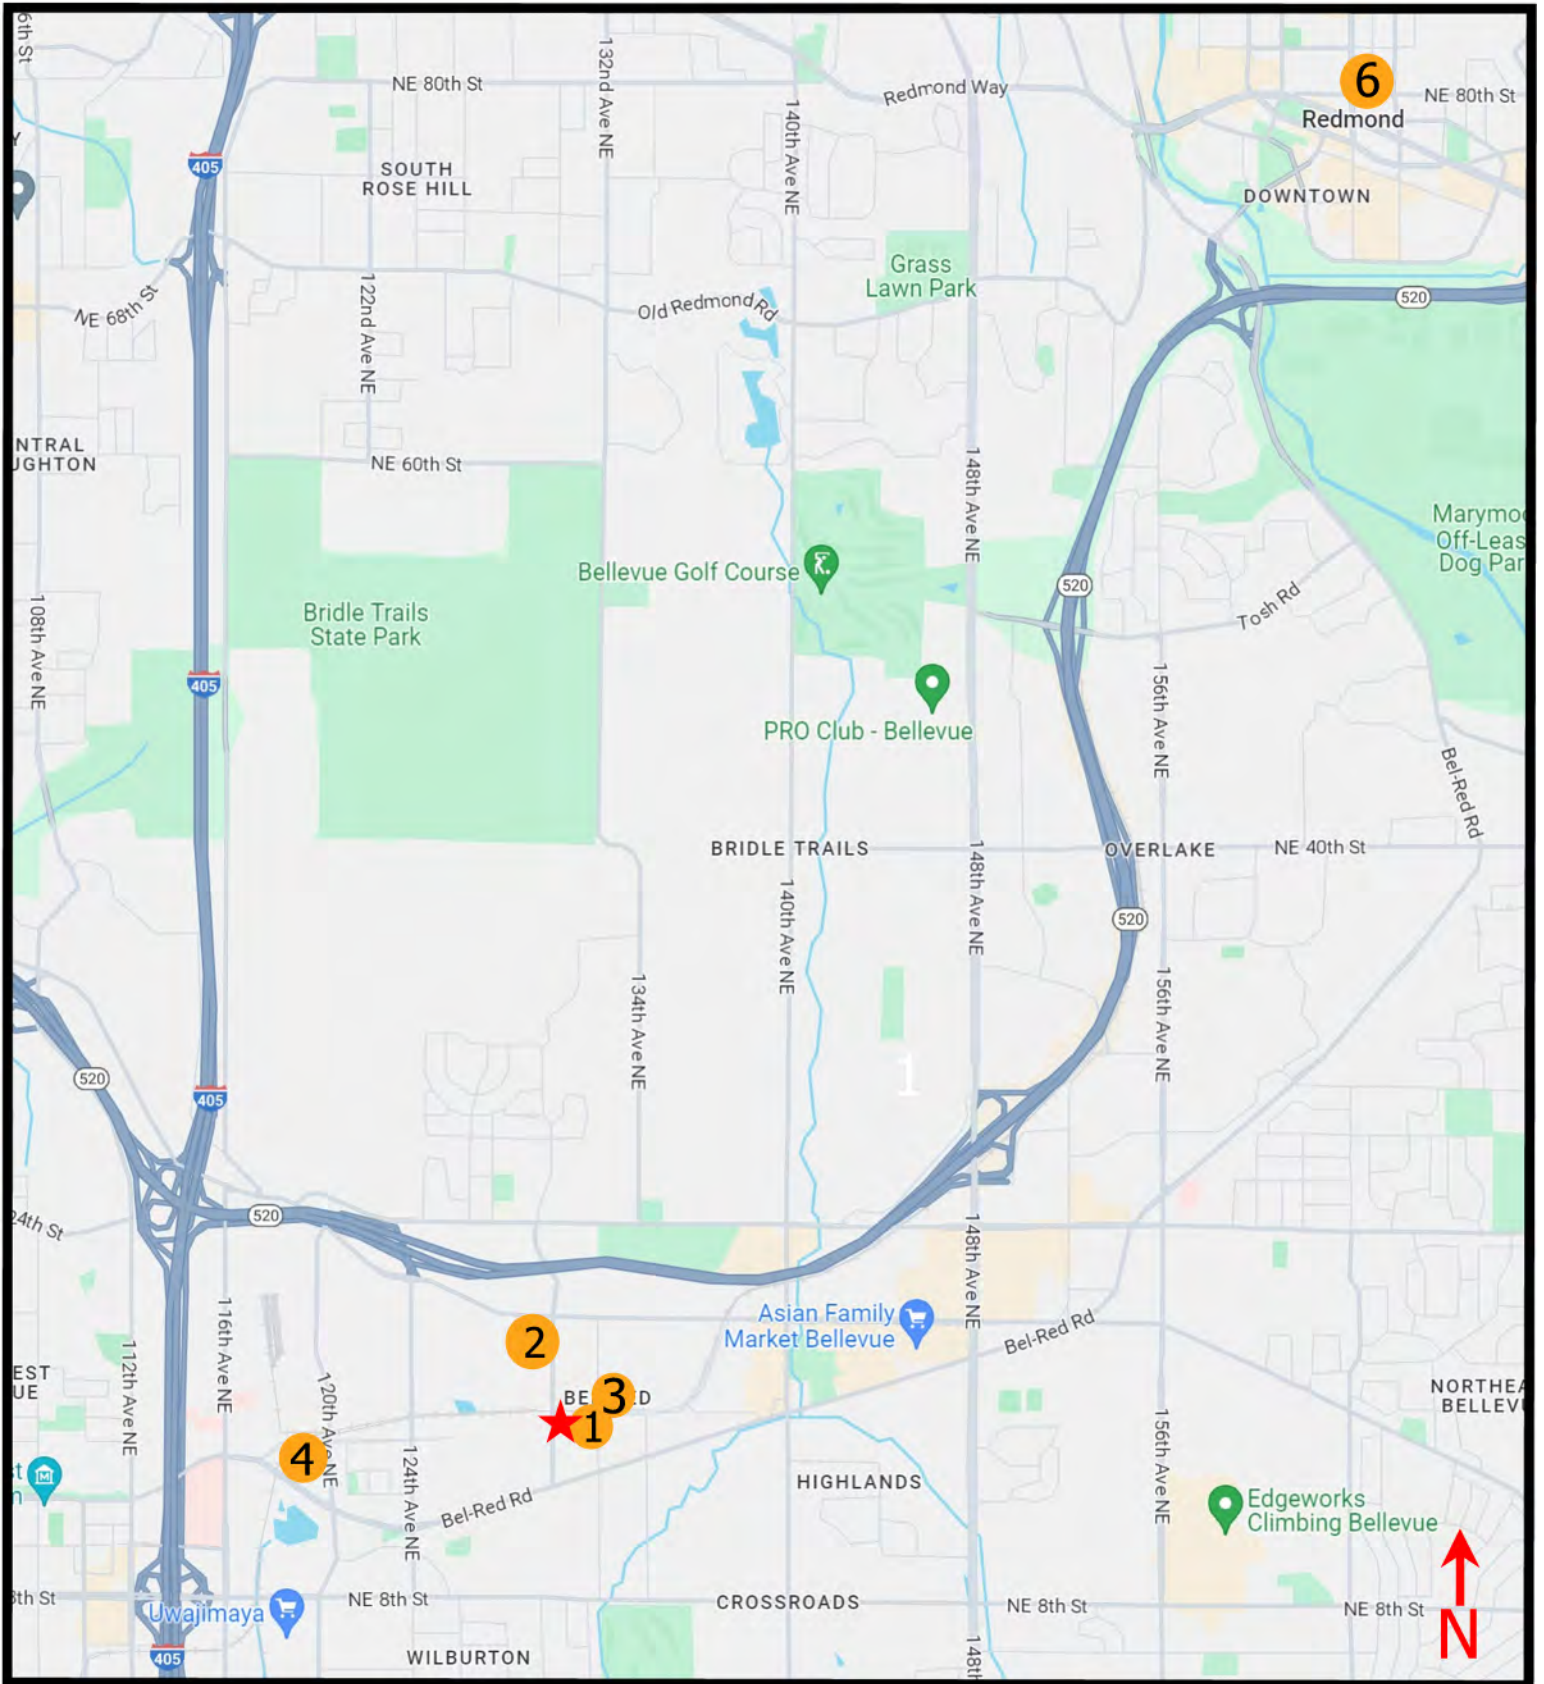 6th St
NE 80th St
132nd Ave NE
140th Ave NE
Redmond Way
6
NE 80th St
Redmond
Y
405
SOUTH
ROSE HILL
DOWNTOWN
NE 68th St
122nd Ave NE
Old Redmond Rd
Grass
Lawn Park
520
NTRAL
UGHTON
NE 60th St
148th Ave NE
Marymo
Off-Leas
Dog Par
Bellevue Golf Course
520
Tosh Rd
108th Ave NE
Bridle Trails
State Park
405
PRO Club - Bellevue
156th Ave NE
Bel-Red Rd
BRIDLE TRAILS
148th Ave NE
OVERLAKE
NE 40th St
140th Ave NE
520
134th Ave NE
156th Ave NE
520
405
1
24th St
520
148th Ave NE
116th Ave NE
112th Ave NE
2
Asian Family
Market Bellevue
Bel-Red Rd
EST
UE
120th Ave NE
BE
ED
3
1
NORTHEA
BELLEVU
4
124th Ave NE
156th Ave NE
HIGHLANDS
st
n
M
Bel-Red Rd
Edgeworks
Climbing Bellevue
8th St
Uwajimaya
NE 8th St
CROSSROADS
NE 8th St
NE 8th St
N
405
WILBURTON
148th